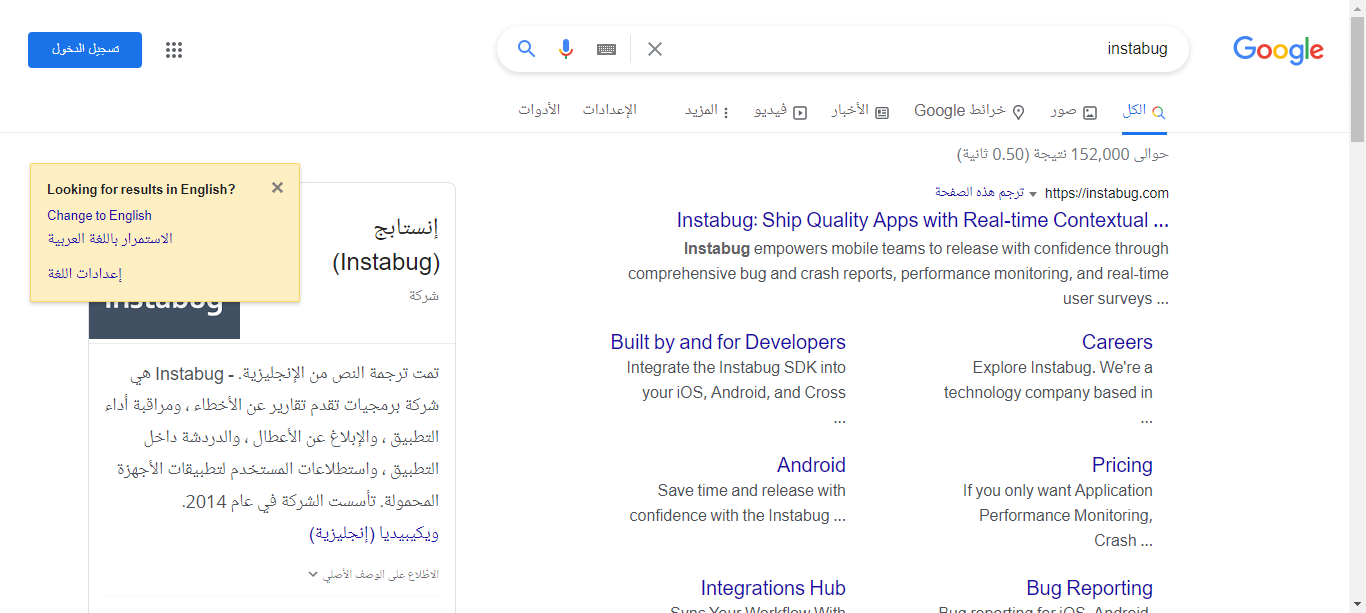 Google
instabug
تسجيل الدخول
الكل
صور
خرائط Google
الأخبار
فيديو
المزيد
الإعدادات
الأدوات
حوالى 152,000 نتيجة (0.50 ثانية)
https://instabug.com ▾ ترجم هذه الصفحة
Instabug: Ship Quality Apps with Real-time Contextual ...
Instabug empowers mobile teams to release with confidence through
comprehensive bug and crash reports, performance monitoring, and real-time
user surveys ...
Careers
Explore Instabug. We're a
technology company based in
...
Built by and for Developers
Integrate the Instabug SDK into
your iOS, Android, and Cross
...
Pricing
If you only want Application
Performance Monitoring,
Crash ...
Android
Save time and release with
confidence with the Instabug ...
Bug Reporting
Bug reporting for iOS, Android,
Integrations Hub
Sync Your Workflow With
Looking for results in English?
Change to English
الاستمرار باللغة العربية
إعدادات اللغة
إنستابج
(Instabug)
شركة
Instabug
تمت ترجمة النص من الإنجليزية. - Instabug هي
شركة برمجيات تقدم تقارير عن الأخطاء ، ومراقبة أداء
التطبيق ، والإبلاغ عن الأعطال ، والدردشة داخل
التطبيق ، واستطلاعات المستخدم لتطبيقات الأجهزة
المحمولة. تأسست الشركة في عام 2014.
ويكيبيديا (إنجليزية)
الاطّلاع على الوصف الأصلي